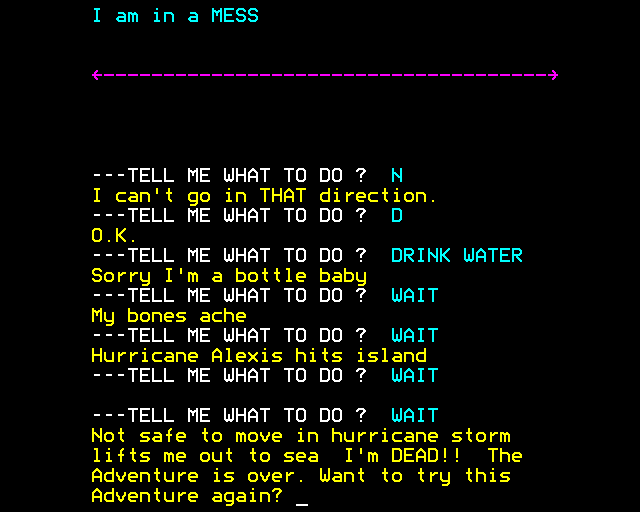 I am in a MESS
<----------------------------------------------->
---TELL ME WHAT TO DO ?  N
I can't go in THAT direction.
---TELL ME WHAT TO DO ?  D
O.K.
---TELL ME WHAT TO DO ?  DRINK WATER
Sorry I'm a bottle baby
---TELL ME WHAT TO DO ?  WAIT
My bones ache
---TELL ME WHAT TO DO ?  WAIT
Hurricane Alexis hits island
---TELL ME WHAT TO DO ?  WAIT
---TELL ME WHAT TO DO ?  WAIT
Not safe to move in hurricane storm
lifts me out to sea  I'm DEAD!!  The
Adventure is over. Want to try this
Adventure again? _